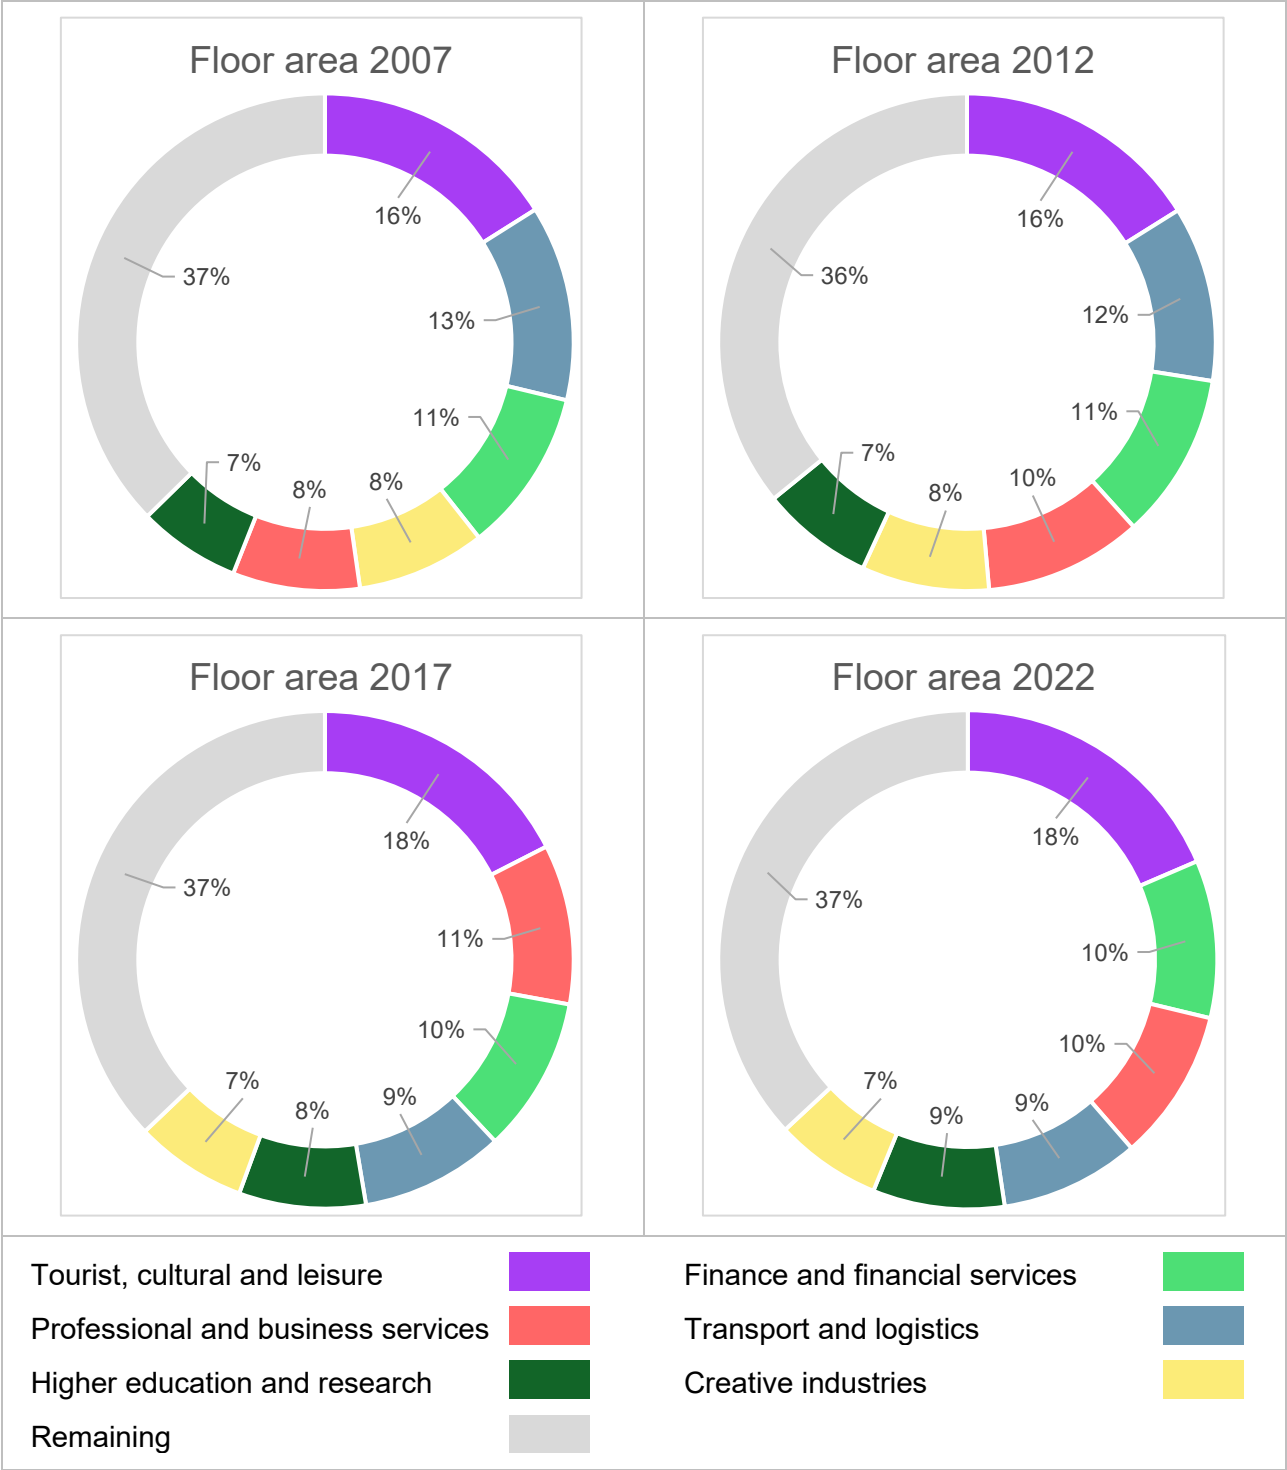 Floor area 2007
16%
13%
11%
8%
8%
7%
37%
Floor area 2012
16%
12%
11%
10%
8%
7%
36%
Floor area 2017
18%
11%
10%
9%
8%
7%
37%
Floor area 2022
18%
10%
10%
9%
9%
7%
37%
Tourist, cultural and leisure
Finance and financial services
Professional and business services
Transport and logistics
Higher education and research
Creative industries
Remaining